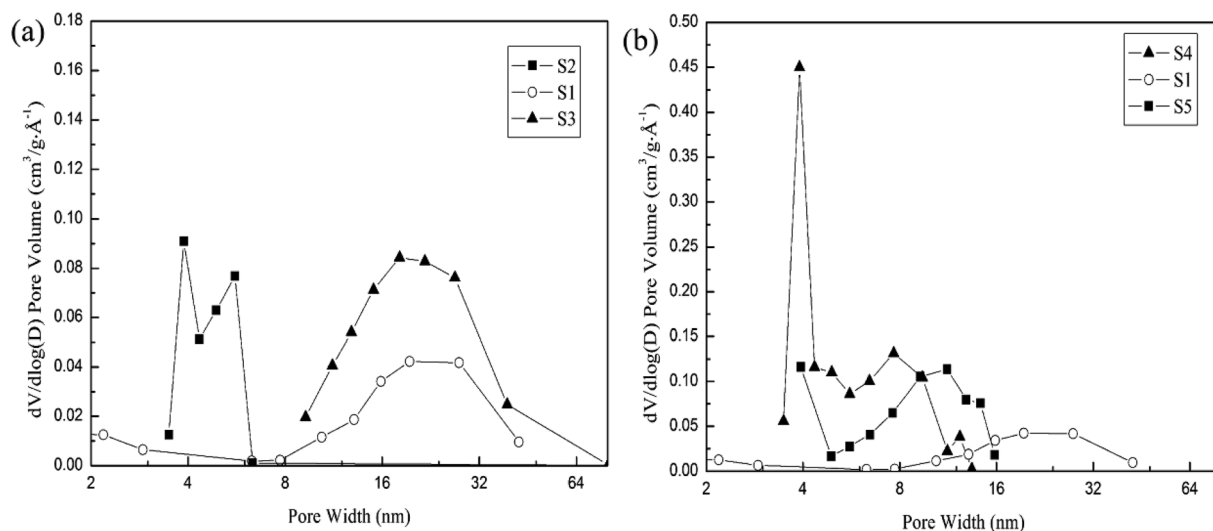 (a)
0.18
0.16
0.14
0.12
0.10
0.08
0.06
0.04
0.02
0.00
dV/dlog(D) Pore Volume (cm³/g·Å⁻¹)
S2
S1
S3
2 4 8 16 32 64
Pore Width (nm)
(b)
0.50
0.45
0.40
0.35
0.30
0.25
0.20
0.15
0.10
0.05
0.00
dV/dlog(D) Pore Volume (cm³/g·Å⁻¹)
S4
S1
S5
2 4 8 16 32 64
Pore Width (nm)